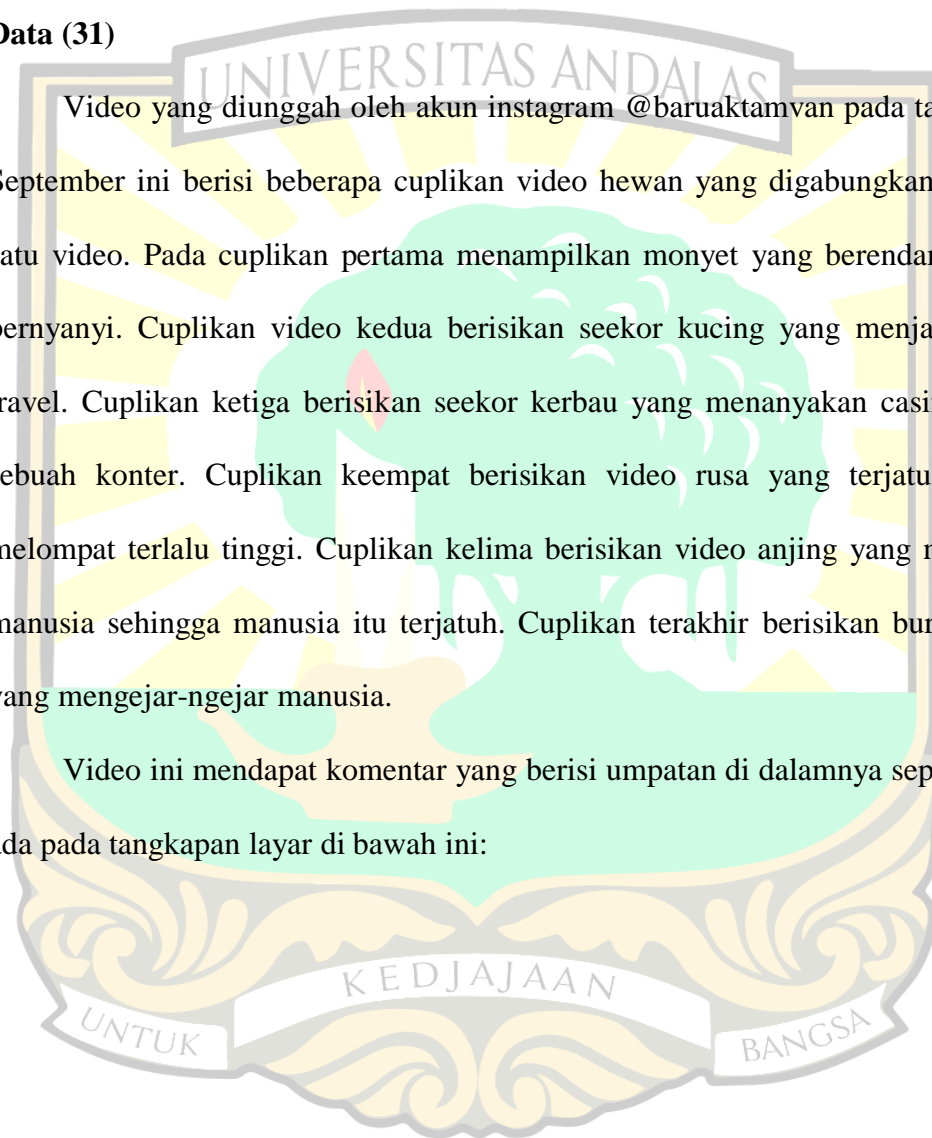 Data (31)
UNIVERSITAS ANDALAS
Video yang diunggah oleh akun instagram @baruaktamvan pada ta
September ini berisi beberapa cuplikan video hewan yang digabungkan
satu video. Pada cuplikan pertama menampilkan monyet yang berendam
bernyanyi. Cuplikan video kedua berisikan seekor kucing yang menja
travel. Cuplikan ketiga berisikan seekor kerbau yang menanyakan casi
sebuah konter. Cuplikan keempat berisikan video rusa yang terjatu
melompat terlalu tinggi. Cuplikan kelima berisikan video anjing yang
manusia sehingga manusia itu terjatuh. Cuplikan terakhir berisikan bur
yang mengejar-ngejar manusia.
Video ini mendapat komentar yang berisi umpatan di dalamnya sep
ada pada tangkapan layar di bawah ini:
UNTUK KEDJAJAAN BANGSA